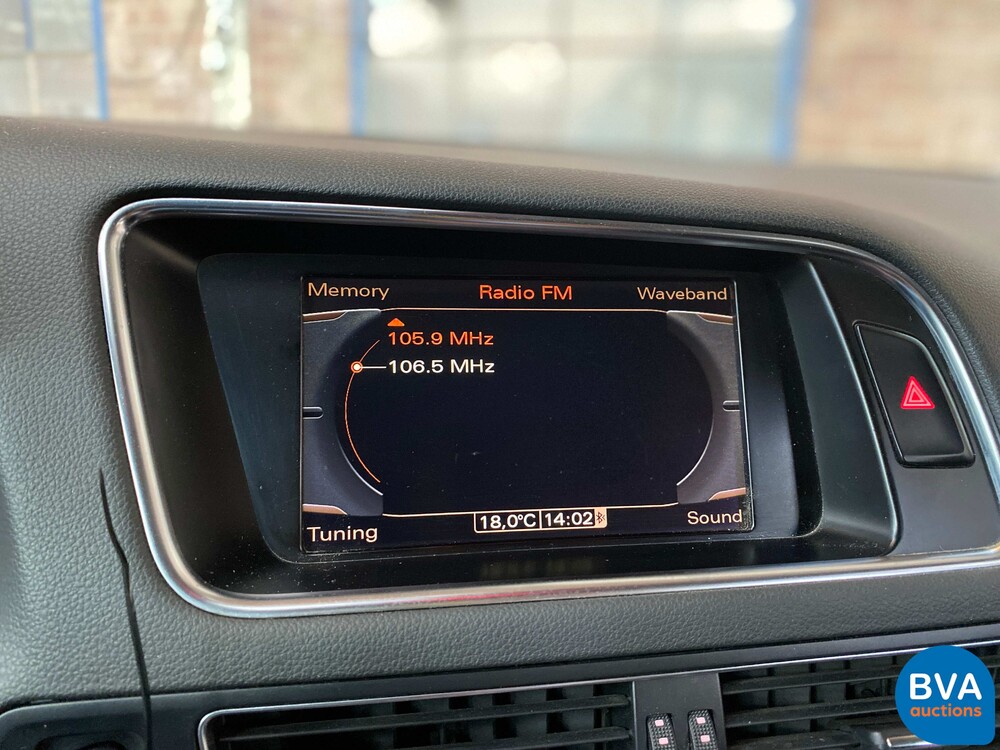 Memory Radio FM Waveband
105.9 MHz
106.5 MHz
18,0°C 14:02
Tuning Sound
BVA
auctions